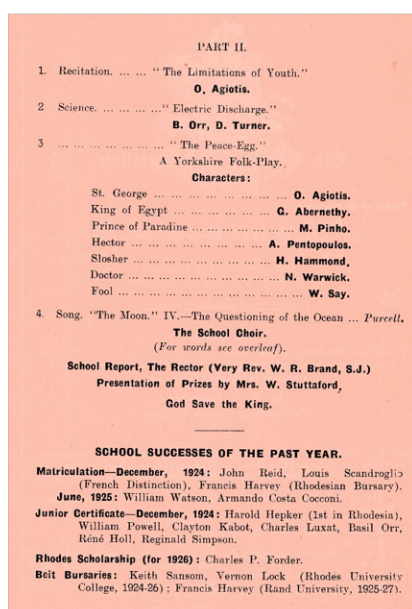 PART II.
1. Recitation. ... ... " The Limitations of Youth."
O. Agiotis.
2 Science. ... ... ... ..." Electric Discharge."
B. Orr, D. Turner.
3 ... ... ... ... ... ... ... " The Peace-Egg."
A Yorkshire Folk-Play.
Characters:
St. George ... ... ... ... ... ... ... ... ... O. Agiotis.
King of Egypt ... ... ... ... ... ... ... G. Abernethy.
Prince of Paradine ... ... ... ... ... ... M. Pinho.
Hector ... ... ... ... ... ... ... ... A. Pentopoulos.
Slosher ... ... ... ... ... ... ... ... H. Hammond.
Doctor ... ... ... ... ... ... ... ... ... N. Warwick.
Fool ... ... ... ... ... ... ... ... ... ... ... W. Say.
4. Song. "The Moon." IV.—The Questioning of the Ocean ... Purcell.
The School Choir.
(For words see overleaf).
School Report, The Rector (Very Rev. W. R. Brand, S.J.)
Presentation of Prizes by Mrs. W. Stuttaford.
God Save the King.
SCHOOL SUCCESSES OF THE PAST YEAR.
Matriculation—December, 1924: John Reid, Louis Scandroglio
(French Distinction), Francis Harvey (Rhodesian Bursary).
June, 1925: William Watson, Armando Costa Cocconi.
Junior Certificate—December, 1924: Harold Hepker (1st in Rhodesia),
William Powell, Clayton Kabot, Charles Luxat, Basil Orr,
Réné Holl, Reginald Simpson.
Rhodes Scholarship (for 1926): Charles P. Forder.
Beit Bursaries: Keith Sansom, Vernon Lock (Rhodes University
College, 1924-26) ; Francis Harvey (Rand University, 1925-27).